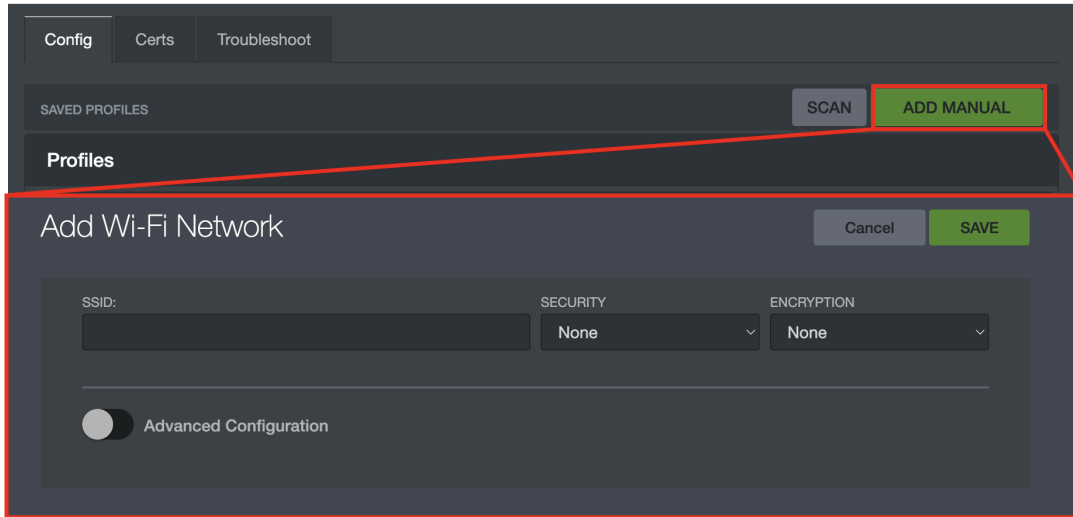 Config Certs Troubleshoot
SAVED PROFILES SCAN ADD MANUAL
Profiles
Add Wi-Fi Network Cancel SAVE
SSID: SECURITY ENCRYPTION
None None
Advanced Configuration